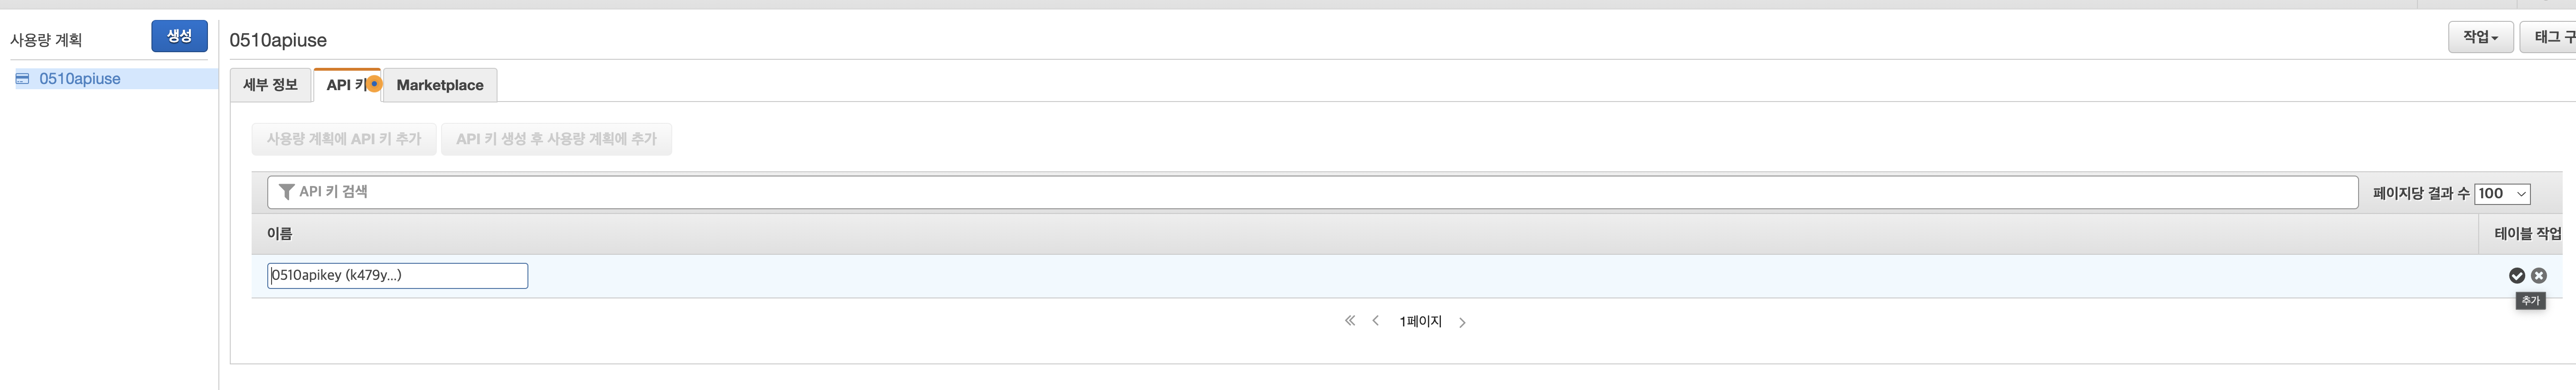 사용량 계획
생성
0510apiuse
0510apiuse
작업
태그 구
세부 정보
API 키
Marketplace
사용량 계획에 API 키 추가
API 키 생성 후 사용량 계획에 추가
API 키 검색
페이지당 결과 수 100
이름
테이블 작업
0510apikey (k479y...)
추가
1페이지